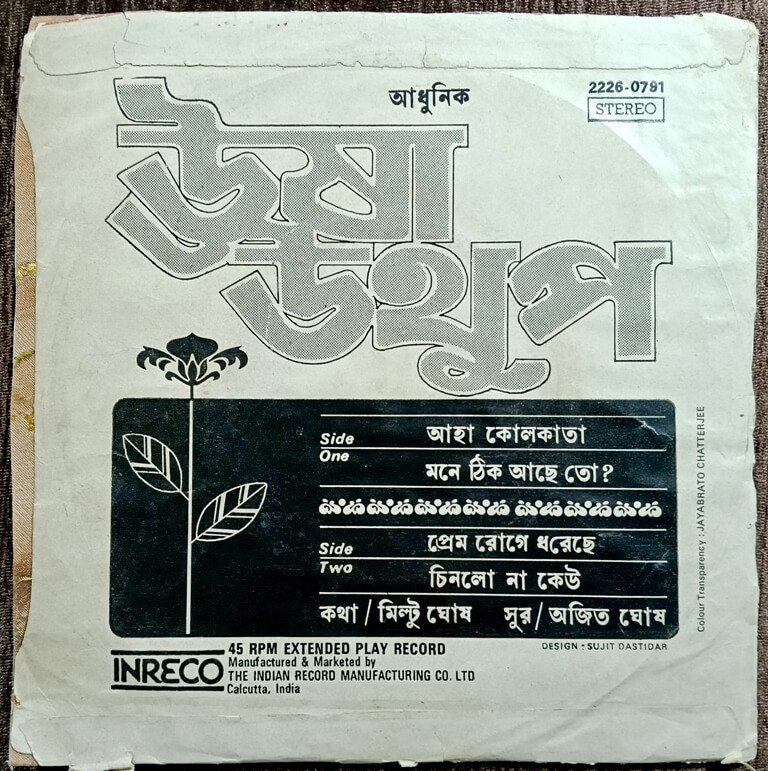 আধুনিক
2226-0791
STEREO
ঊষা
উথুপ
Side One
আহা কোলকাতা
মনে ঠিক আছে তো?
Side Two
প্রেম রোগে ধরেছে
চিনলো না কেউ
কথা / মিল্টু ঘোষ সুর / অজিত ঘোষ
Colour Transparency : JAYABRATO CHATTERJEE
DESIGN : SUJIT DASTIDAR
INRECO
45 RPM EXTENDED PLAY RECORD
Manufactured & Marketed by
THE INDIAN RECORD MANUFACTURING CO. LTD
Calcutta, India